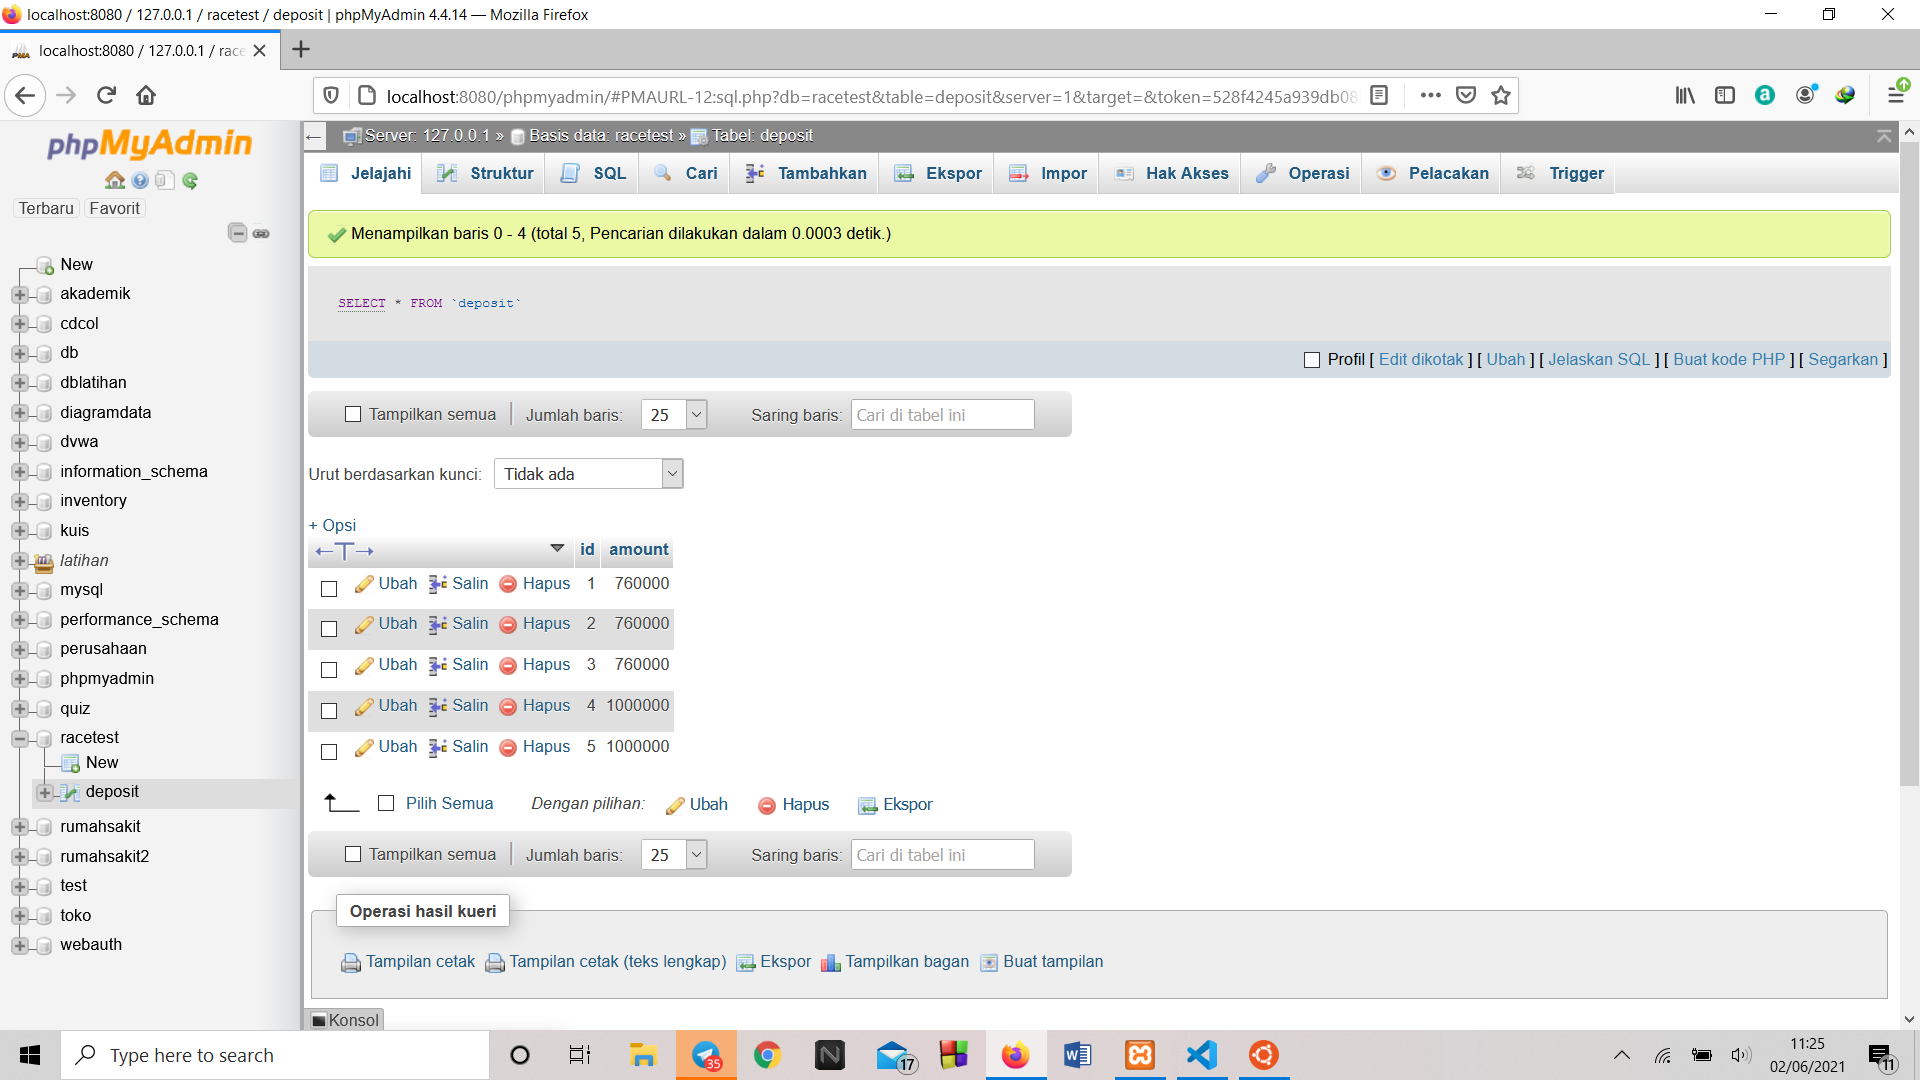 localhost:8080 / 127.0.0.1 / racetest / deposit | phpMyAdmin 4.4.14 — Mozilla Firefox
localhost:8080 / 127.0.0.1 / race
localhost:8080/phpmyadmin/#PMAURL-12:sql.php?db=racetest&table=deposit&server=1&target=&token=528f4245a939db08
phpMyAdmin
Terbaru Favorit
New
akademik
cdcol
db
dblatihan
diagramdata
dvwa
information_schema
inventory
kuis
latihan
mysql
performance_schema
perusahaan
phpmyadmin
quiz
racetest
New
deposit
rumahsakit
rumahsakit2
test
toko
webauth
Server: 127.0.0.1 » Basis data: racetest » Tabel: deposit
Jelajahi Struktur SQL Cari Tambahkan Ekspor Impor Hak Akses Operasi Pelacakan Trigger
Menampilkan baris 0 - 4 (total 5, Pencarian dilakukan dalam 0.0003 detik.)
SELECT * FROM `deposit`
Profil [ Edit dikotak ] [ Ubah ] [ Jelaskan SQL ] [ Buat kode PHP ] [ Segarkan ]
Tampilkan semua Jumlah baris: 25 Saring baris: Cari di tabel ini
Urut berdasarkan kunci: Tidak ada
+ Opsi
←T→ id amount
Ubah Salin Hapus 1 760000
Ubah Salin Hapus 2 760000
Ubah Salin Hapus 3 760000
Ubah Salin Hapus 4 1000000
Ubah Salin Hapus 5 1000000
Pilih Semua Dengan pilihan: Ubah Hapus Ekspor
Tampilkan semua Jumlah baris: 25 Saring baris: Cari di tabel ini
Operasi hasil kueri
Tampilan cetak Tampilan cetak (teks lengkap) Ekspor Tampilkan bagan Buat tampilan
Konsol
Type here to search
35
17
11:25
02/06/2021
11